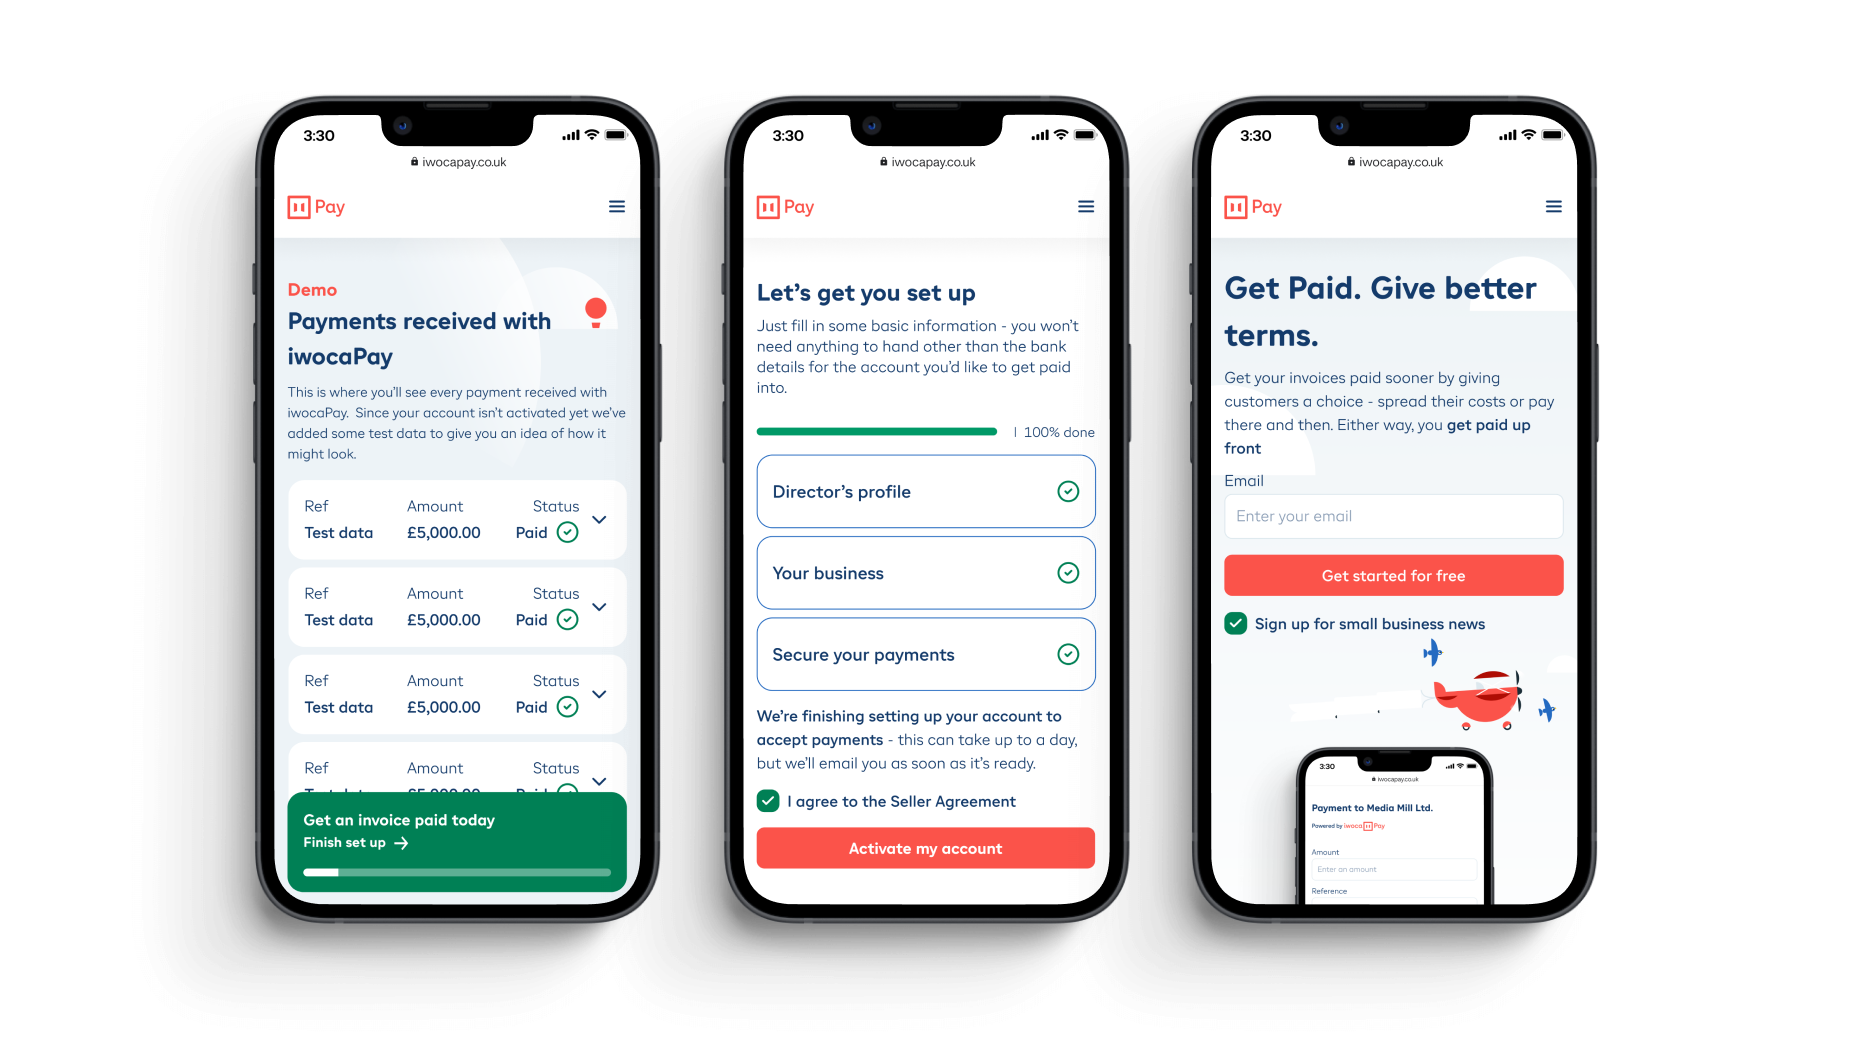 3:30
iwocapay.co.uk
Pay
Demo
Payments received with
iwocaPay
This is where you'll see every payment received with
iwocaPay. Since your account isn't activated yet we've
added some test data to give you an idea of how it
might look.
Ref Amount Status
Test data £5,000.00 Paid
Ref Amount Status
Test data £5,000.00 Paid
Ref Amount Status
Test data £5,000.00 Paid
Ref Amount Status
Get an invoice paid today
Finish set up →
3:30
iwocapay.co.uk
Pay
Let's get you set up
Just fill in some basic information - you won't
need anything to hand other than the bank
details for the account you'd like to get paid
into.
| 100% done
Director's profile
Your business
Secure your payments
We're finishing setting up your account to
accept payments - this can take up to a day,
but we'll email you as soon as it's ready.
I agree to the Seller Agreement
Activate my account
3:30
iwocapay.co.uk
Pay
Get Paid. Give better
terms.
Get your invoices paid sooner by giving
customers a choice - spread their costs or pay
there and then. Either way, you get paid up
front
Email
Enter your email
Get started for free
Sign up for small business news
3:30
iwocapay.co.uk
Payment to Media Mill Ltd.
Powered by iwoca Pay
Amount
Enter an amount
Reference